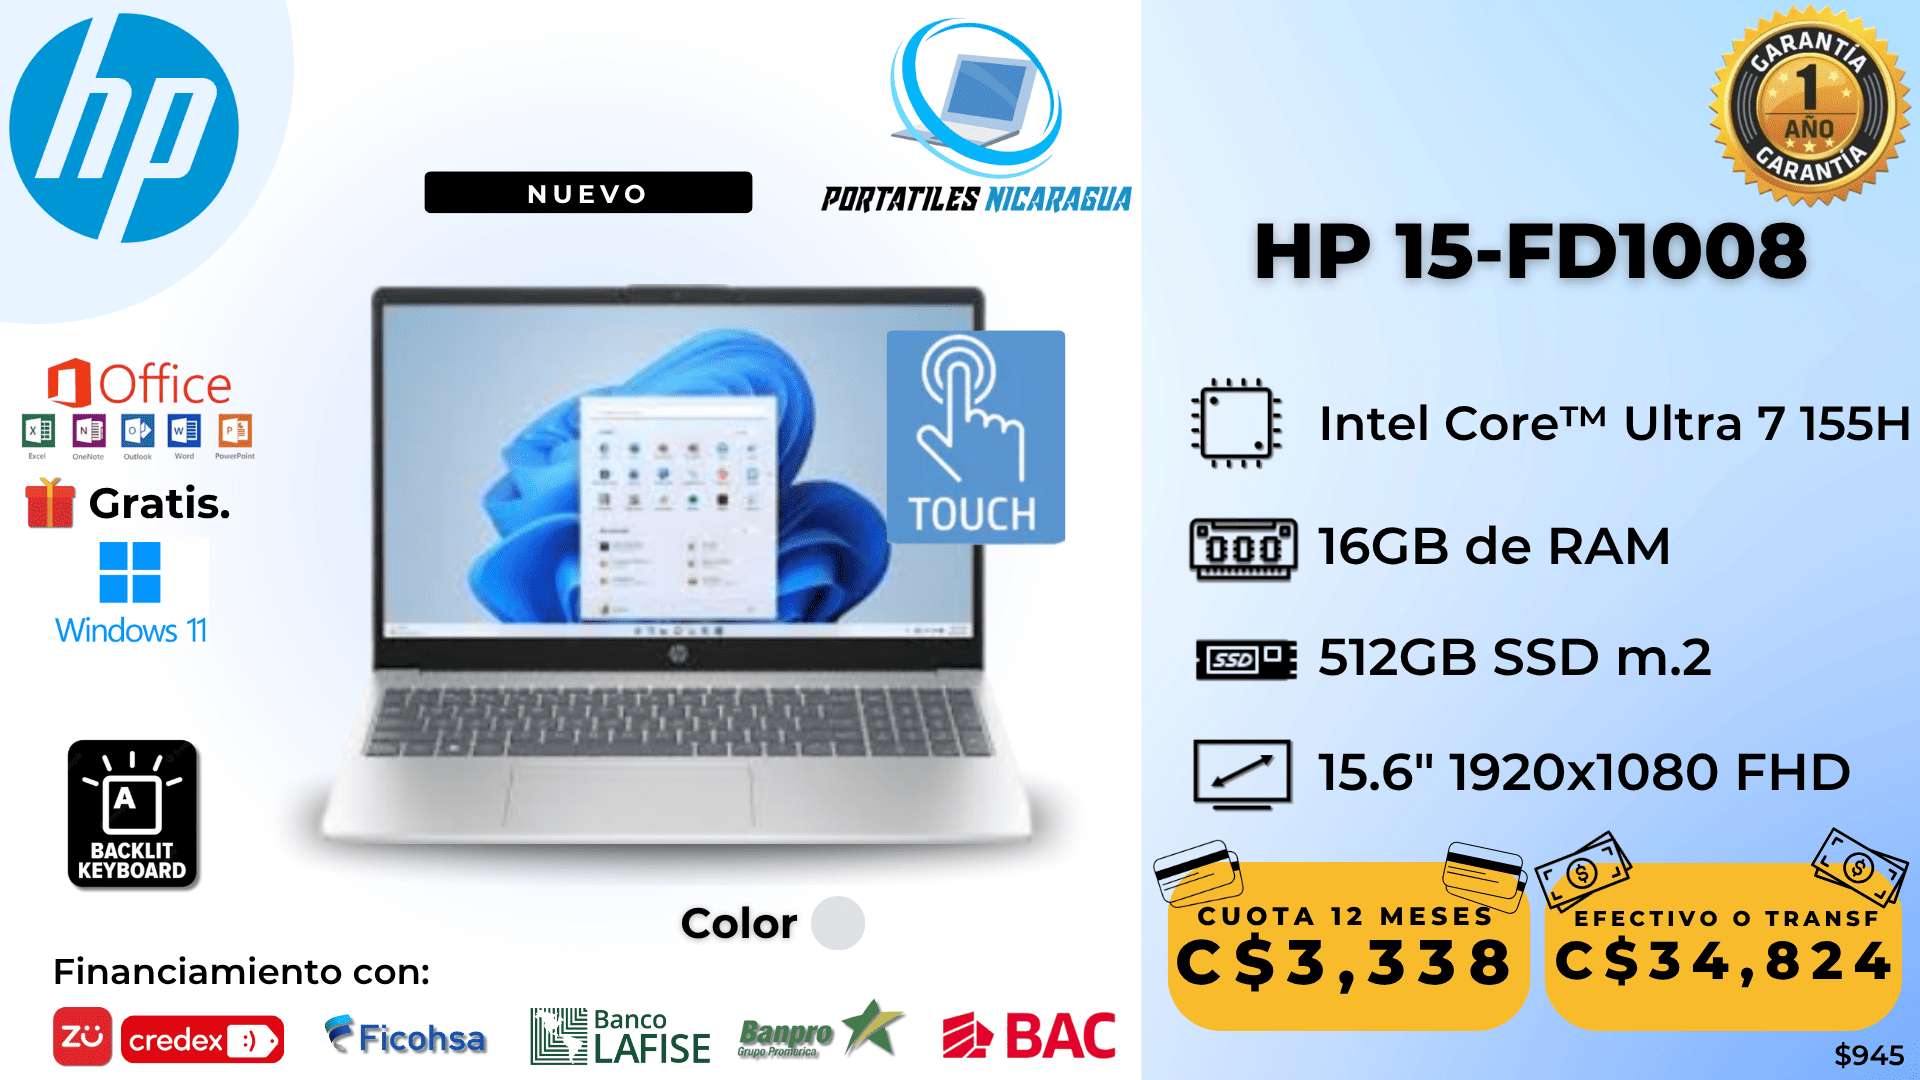 hp
NUEVO
PORTATILES NICARAGUA
GARANTÍA
1
AÑO
GARANTÍA
HP 15-FD1008
Office
Excel
OneNote
Outlook
Word
PowerPoint
Gratis.
Windows 11
TOUCH
Intel Core™ Ultra 7 155H
16GB de RAM
SSD
512GB SSD m.2
15.6" 1920x1080 FHD
A
BACKLIT
KEYBOARD
Color
CUOTA 12 MESES
C$3,338
EFECTIVO O TRANSF
C$34,824
$945
Financiamiento con:
ZU
credex
Ficohsa
Banco
LAFISE
Banpro
Grupo Promerica
BAC